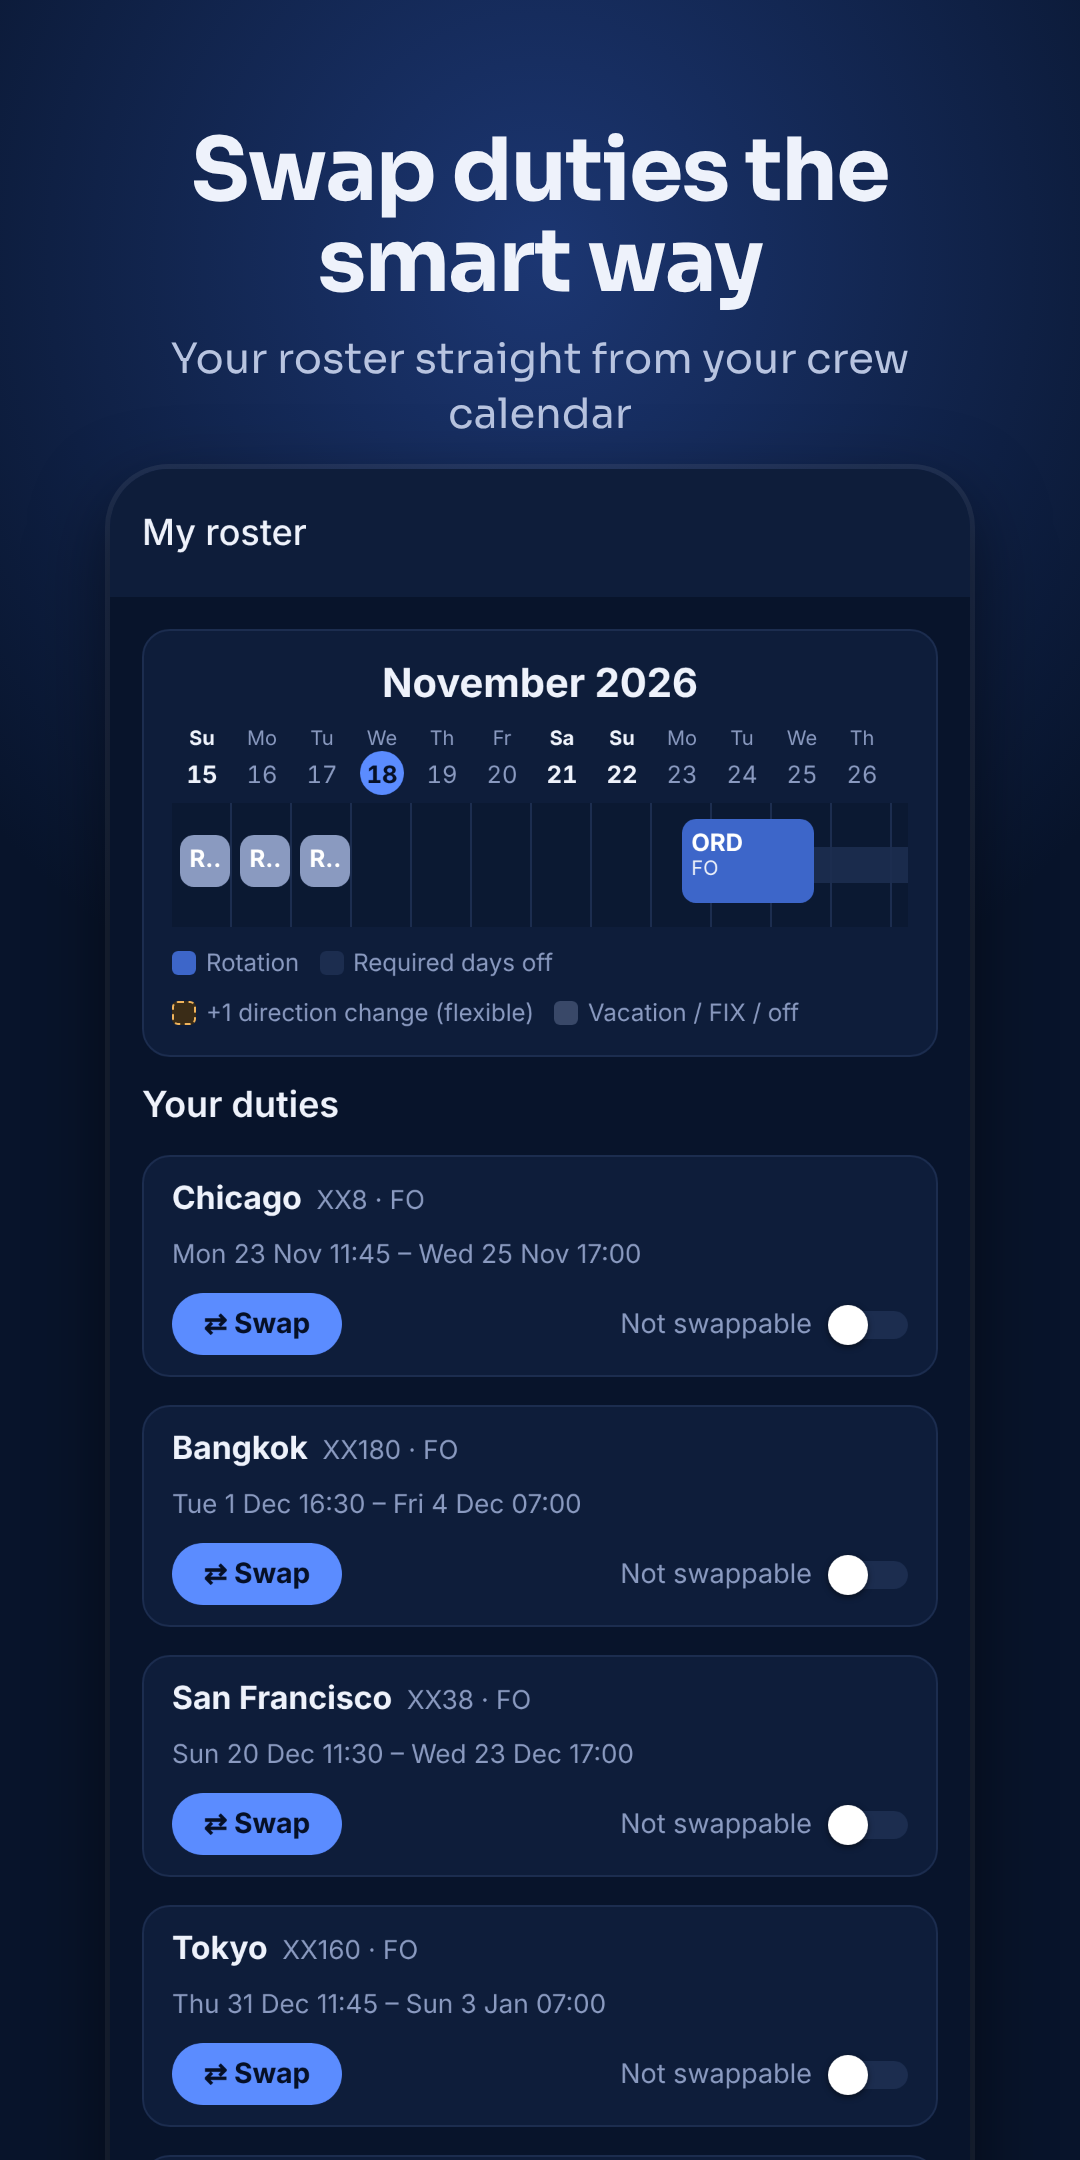 Swap duties the
smart way
Your roster straight from your crew
calendar
My roster
November 2026
Su Mo Tu We Th Fr Sa Su Mo Tu We Th
15 16 17 18 19 20 21 22 23 24 25 26
R.. R.. R.. ORD
FO
Rotation Required days off
+1 direction change (flexible) Vacation / FIX / off
Your duties
Chicago XX8 · FO
Mon 23 Nov 11:45 – Wed 25 Nov 17:00
⇄ Swap Not swappable
Bangkok XX180 · FO
Tue 1 Dec 16:30 – Fri 4 Dec 07:00
⇄ Swap Not swappable
San Francisco XX38 · FO
Sun 20 Dec 11:30 – Wed 23 Dec 17:00
⇄ Swap Not swappable
Tokyo XX160 · FO
Thu 31 Dec 11:45 – Sun 3 Jan 07:00
⇄ Swap Not swappable